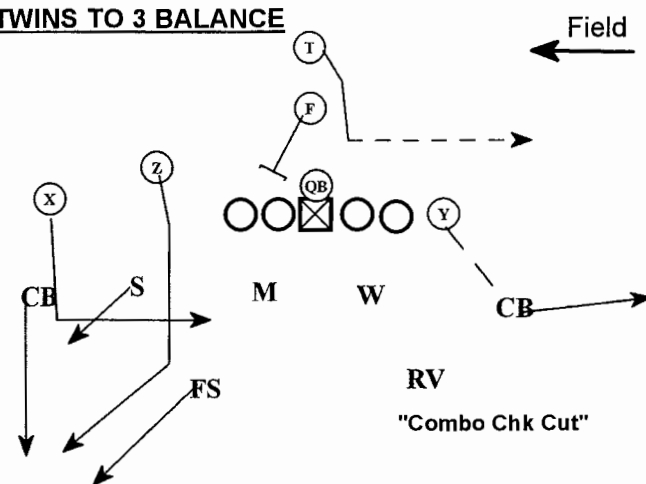 TWINS TO 3 BALANCE
Field
T
F
Z
QB
X
Y
CB
S
M
W
CB
RV
FS
"Combo Chk Cut"